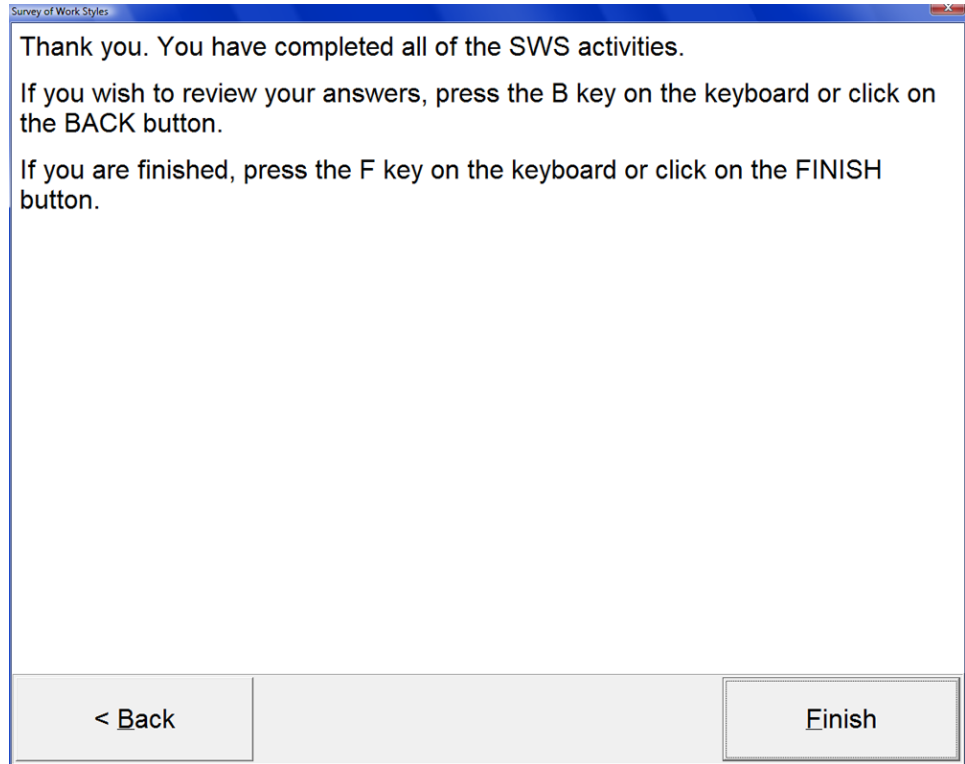 Survey of Work Styles
Thank you. You have completed all of the SWS activities.
If you wish to review your answers, press the B key on the keyboard or click on
the BACK button.
If you are finished, press the F key on the keyboard or click on the FINISH
button.
< Back
Finish